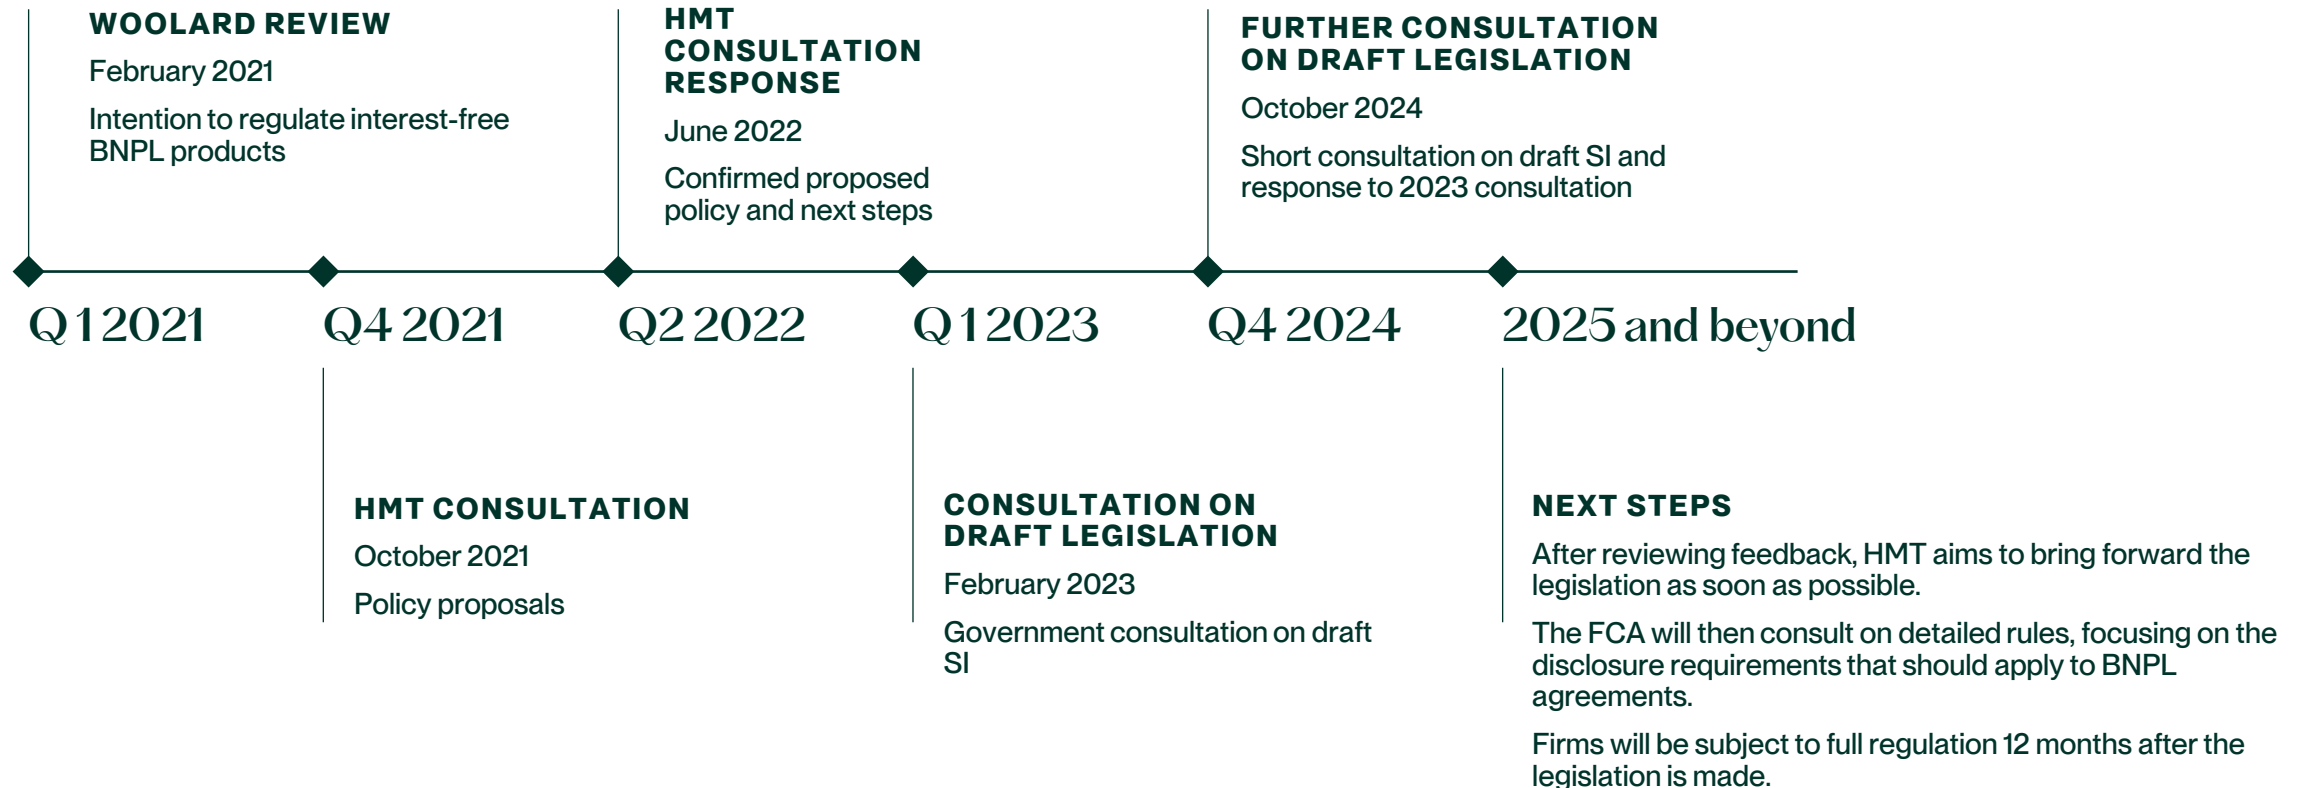 WOOLARD REVIEW
February 2021
Intention to regulate interest-free
BNPL products
HMT
CONSULTATION
RESPONSE
June 2022
Confirmed proposed
policy and next steps
FURTHER CONSULTATION
ON DRAFT LEGISLATION
October 2024
Short consultation on draft SI and
response to 2023 consultation
Q1 2021
Q4 2021
Q2 2022
Q1 2023
Q4 2024
2025 and beyond
HMT CONSULTATION
October 2021
Policy proposals
CONSULTATION ON
DRAFT LEGISLATION
February 2023
Government consultation on draft
SI
NEXT STEPS
After reviewing feedback, HMT aims to bring forward the
legislation as soon as possible.
The FCA will then consult on detailed rules, focusing on the
disclosure requirements that should apply to BNPL
agreements.
Firms will be subject to full regulation 12 months after the
legislation is made.